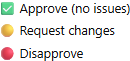 Approve (no issues)
Request changes
Disapprove